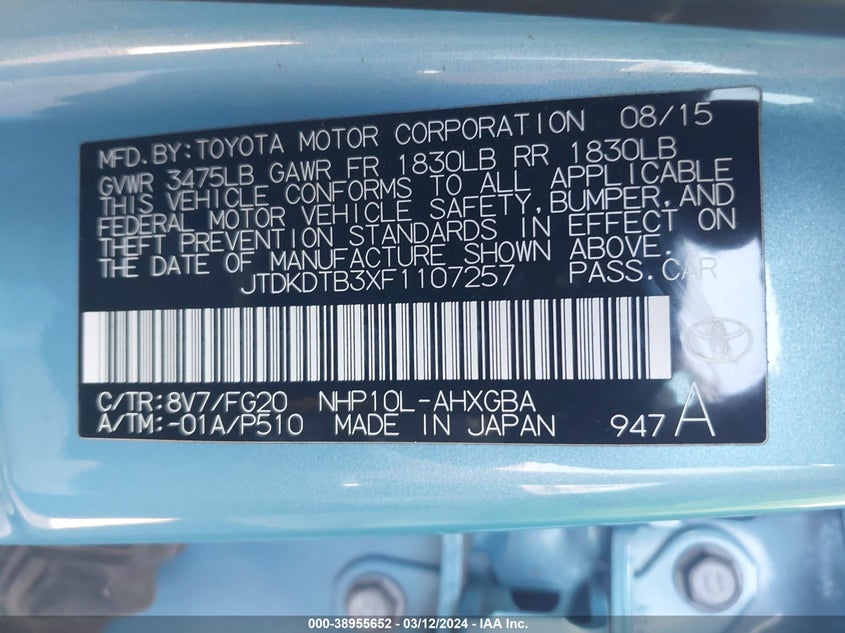 MFD. BY: TOYOTA MOTOR CORPORATION 08/15
GVWR 3475LB GAWR FR 1830LB RR 1830LB
THIS VEHICLE CONFORMS TO ALL APPLICABLE
FEDERAL MOTOR VEHICLE SAFETY, BUMPER, AND
THEFT PREVENTION STANDARDS IN EFFECT ON
THE DATE OF MANUFACTURE SHOWN ABOVE.
JTDKDTB3XF1107257 PASS. CAR
C/TR: 8V7/FG20 NHP10L-AHXGBA
A/TM: -01A/P510 MADE IN JAPAN 947 A
000-38955652 - 03/12/2024 - IAA Inc.